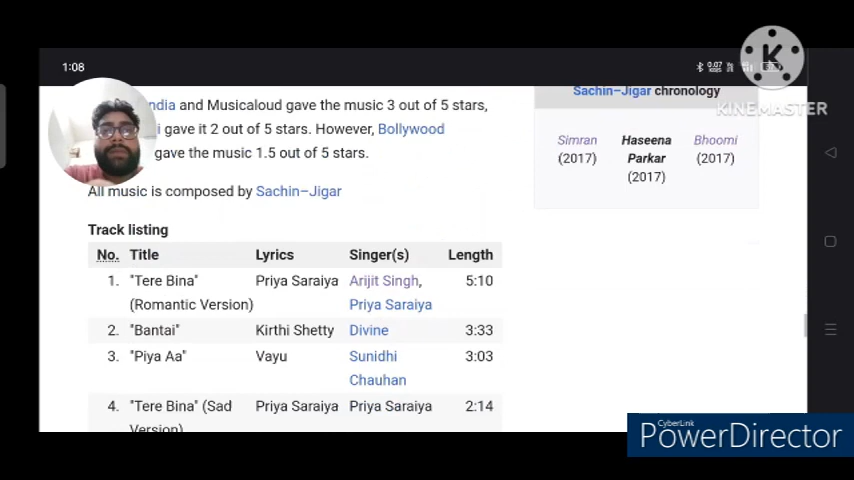 1:08
0.07
KINEMASTER
ndia and Musicaloud gave the music 3 out of 5 stars,
i gave it 2 out of 5 stars. However, Bollywood
gave the music 1.5 out of 5 stars.
All music is composed by Sachin–Jigar
Sachin–Jigar chronology
Simran
(2017)
Haseena
Parkar
(2017)
Bhoomi
(2017)
Track listing
No. Title Lyrics Singer(s) Length
1. "Tere Bina" Priya Saraiya Arijit Singh, 5:10
(Romantic Version) Priya Saraiya
2. "Bantai" Kirthi Shetty Divine 3:33
3. "Piya Aa" Vayu Sunidhi 3:03
Chauhan
4. "Tere Bina" (Sad Priya Saraiya Priya Saraiya 2:14
Version)
CyberLink
PowerDirector